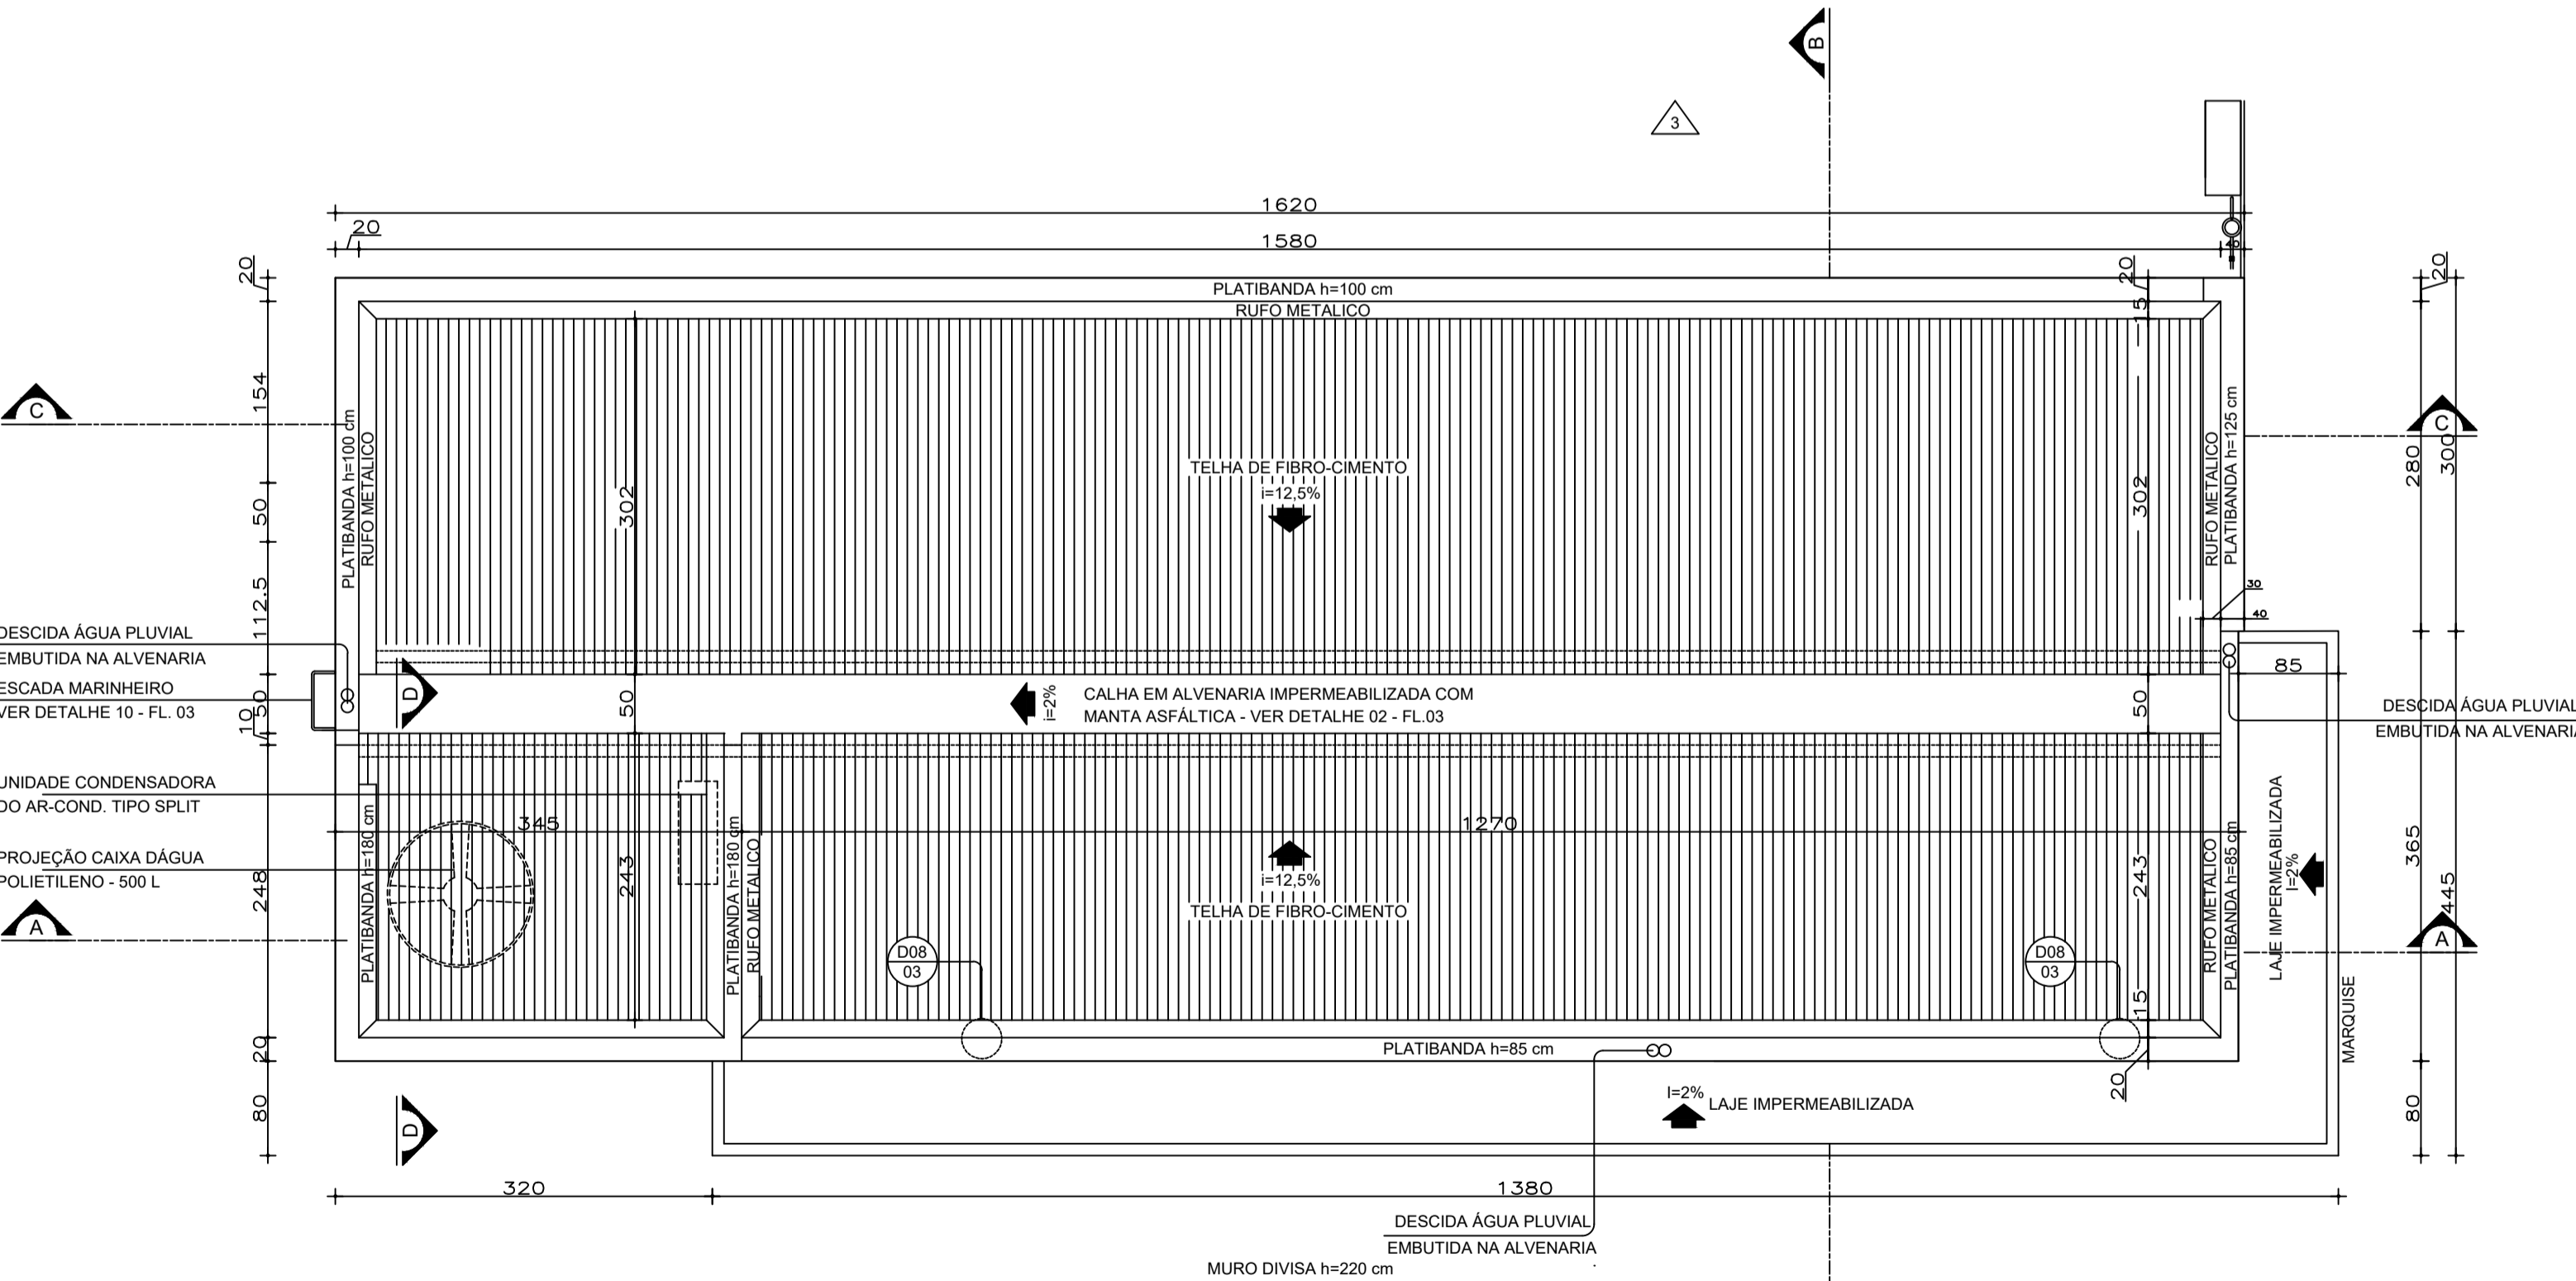 B
3
1620
20
1580
40
20
20
20
PLATIBANDA h=100 cm
RUFO METALICO
15
154
C
C
PLATIBANDA h=100 cm
RUFO METALICO
RUFO METALICO
PLATIBANDA h=125 cm
280
300
TELHA DE FIBRO-CIMENTO
i=12,5%
302
302
50
112.5
30
40
DESCIDA ÁGUA PLUVIAL
EMBUTIDA NA ALVENARIA
ESCADA MARINHEIRO
VER DETALHE 10 - FL. 03
50
10
D
50
i=2%
CALHA EM ALVENARIA IMPERMEABILIZADA COM
MANTA ASFÁLTICA - VER DETALHE 02 - FL.03
50
85
DESCIDA ÁGUA PLUVIAL
EMBUTIDA NA ALVENARIA
UNIDADE CONDENSADORA
DO AR-COND. TIPO SPLIT
345
1270
PROJEÇÃO CAIXA DÁGUA
POLIETILENO - 500 L
248
PLATIBANDA h=180 cm
243
PLATIBANDA h=180 cm
RUFO METALICO
i=12,5%
TELHA DE FIBRO-CIMENTO
243
RUFO METALICO
PLATIBANDA h=85 cm
LAJE IMPERMEABILIZADA
I=2%
365
445
A
A
D08
03
D08
03
15
MARQUISE
20
PLATIBANDA h=85 cm
20
80
D
I=2%
LAJE IMPERMEABILIZADA
80
320
1380
DESCIDA ÁGUA PLUVIAL
EMBUTIDA NA ALVENARIA
MURO DIVISA h=220 cm